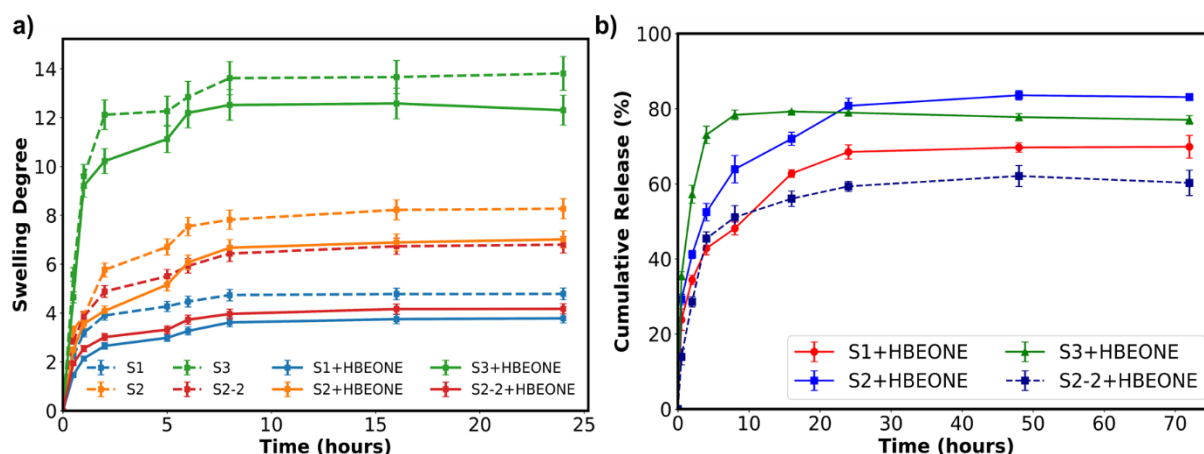 a)
Swelling Degree
14
12
10
8
6
4
2
0
S1 S3 S1+HBEONE S3+HBEONE
S2 S2-2 S2+HBEONE S2-2+HBEONE
0 5 10 15 20 25
Time (hours)
b)
Cumulative Release (%)
100
80
60
40
20
0
S1+HBEONE S3+HBEONE
S2+HBEONE S2-2+HBEONE
0 10 20 30 40 50 60 70
Time (hours)